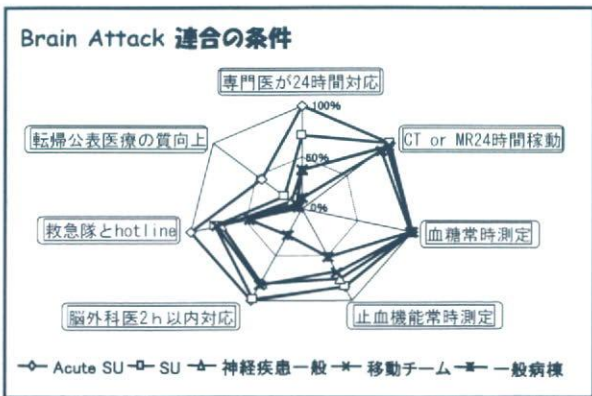 Brain Attack 連合の条件
専門医が24時間対応
100%
転帰公表医療の質向上
CT or MR24時間稼動
50%
0%
救急隊とhotline
血糖常時測定
脳外科医2h以内対応
止血機能常時測定
Acute SU SU 神経疾患一般 移動チーム 一般病棟